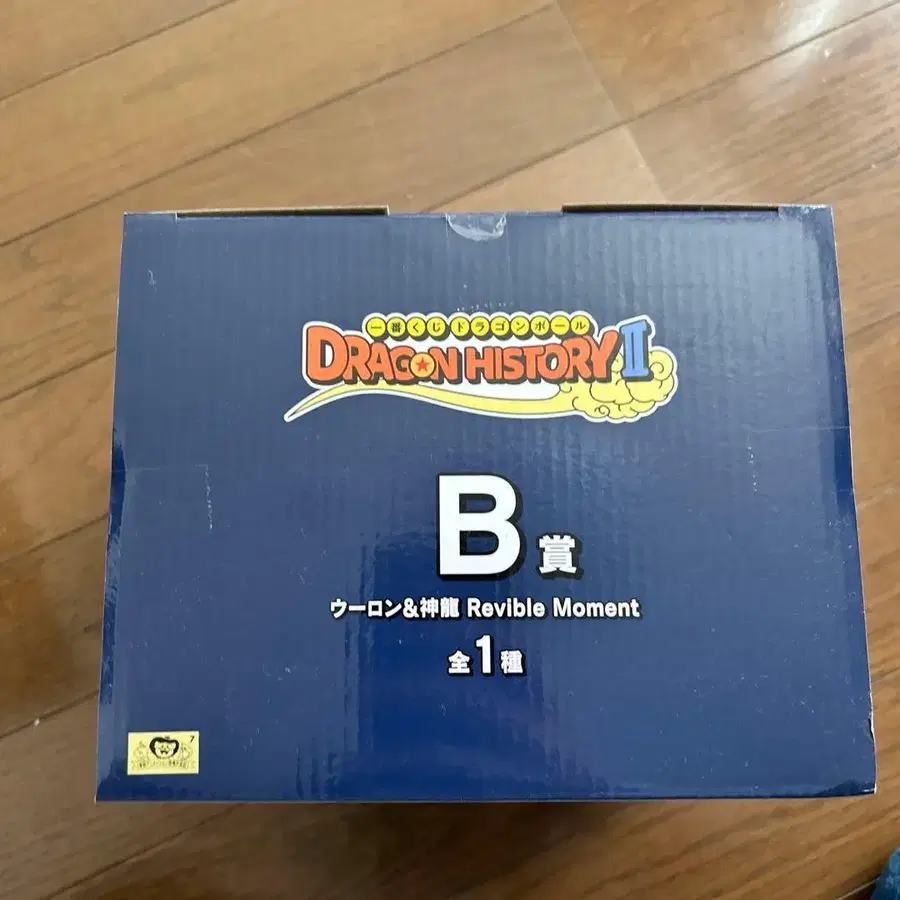 一番くじ ドラゴンボール
DRAGON HISTORY II
B賞
ウーロン&神龍 Revible Moment
全1種
7